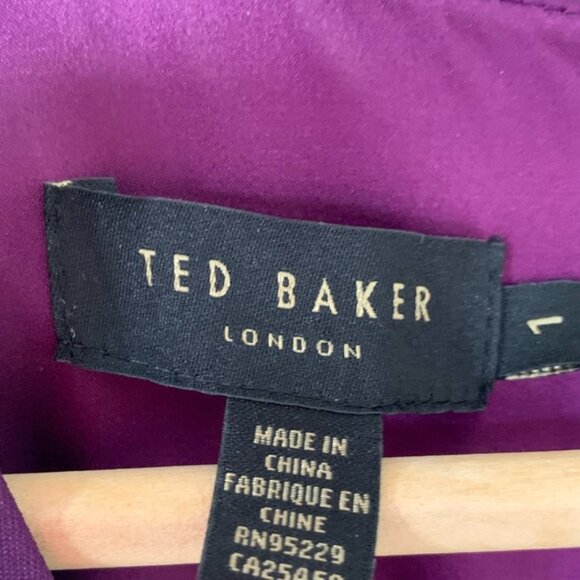 TED BAKER
LONDON
1
MADE IN
CHINA
FABRIQUE EN
CHINE
RN95229